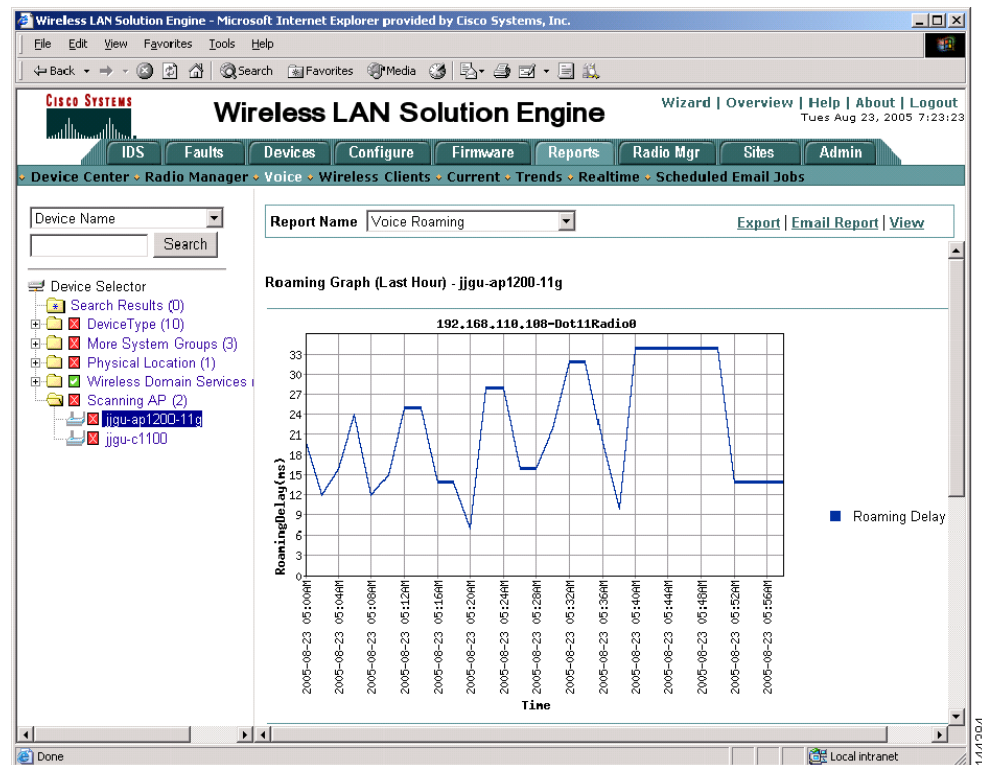 Wireless LAN Solution Engine - Microsoft Internet Explorer provided by Cisco Systems, Inc.
File Edit View Favorites Tools Help
Back Search Favorites Media
CISCO SYSTEMS
Wireless LAN Solution Engine
Wizard | Overview | Help | About | Logout
Tues Aug 23, 2005 7:23:23
IDS Faults Devices Configure Firmware Reports Radio Mgr Sites Admin
Device Center Radio Manager Voice Wireless Clients Current Trends Realtime Scheduled Email Jobs
Device Name
Search
Report Name Voice Roaming
Export | Email Report | View
Device Selector
Search Results (0)
DeviceType (10)
More System Groups (3)
Physical Location (1)
Wireless Domain Services
Scanning AP (2)
jjgu-ap1200-11g
jjgu-c1100
Roaming Graph (Last Hour) - jjgu-ap1200-11g
192.168.110.108-Dot11Radio0
RoamingDelay(ms)
33
30
27
24
21
18
15
12
9
6
3
0
2005-08-23 05:00AM
2005-08-23 05:04AM
2005-08-23 05:08AM
2005-08-23 05:12AM
2005-08-23 05:16AM
2005-08-23 05:20AM
2005-08-23 05:24AM
2005-08-23 05:28AM
2005-08-23 05:32AM
2005-08-23 05:36AM
2005-08-23 05:40AM
2005-08-23 05:44AM
2005-08-23 05:48AM
2005-08-23 05:52AM
2005-08-23 05:56AM
Time
Roaming Delay
Done
Local intranet
144384